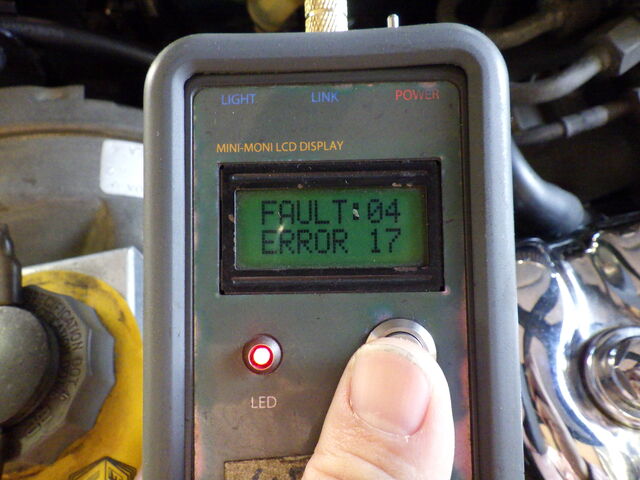 LIGHT LINK POWER
MINI-MONI LCD DISPLAY
FAULT:04
ERROR 17
LED